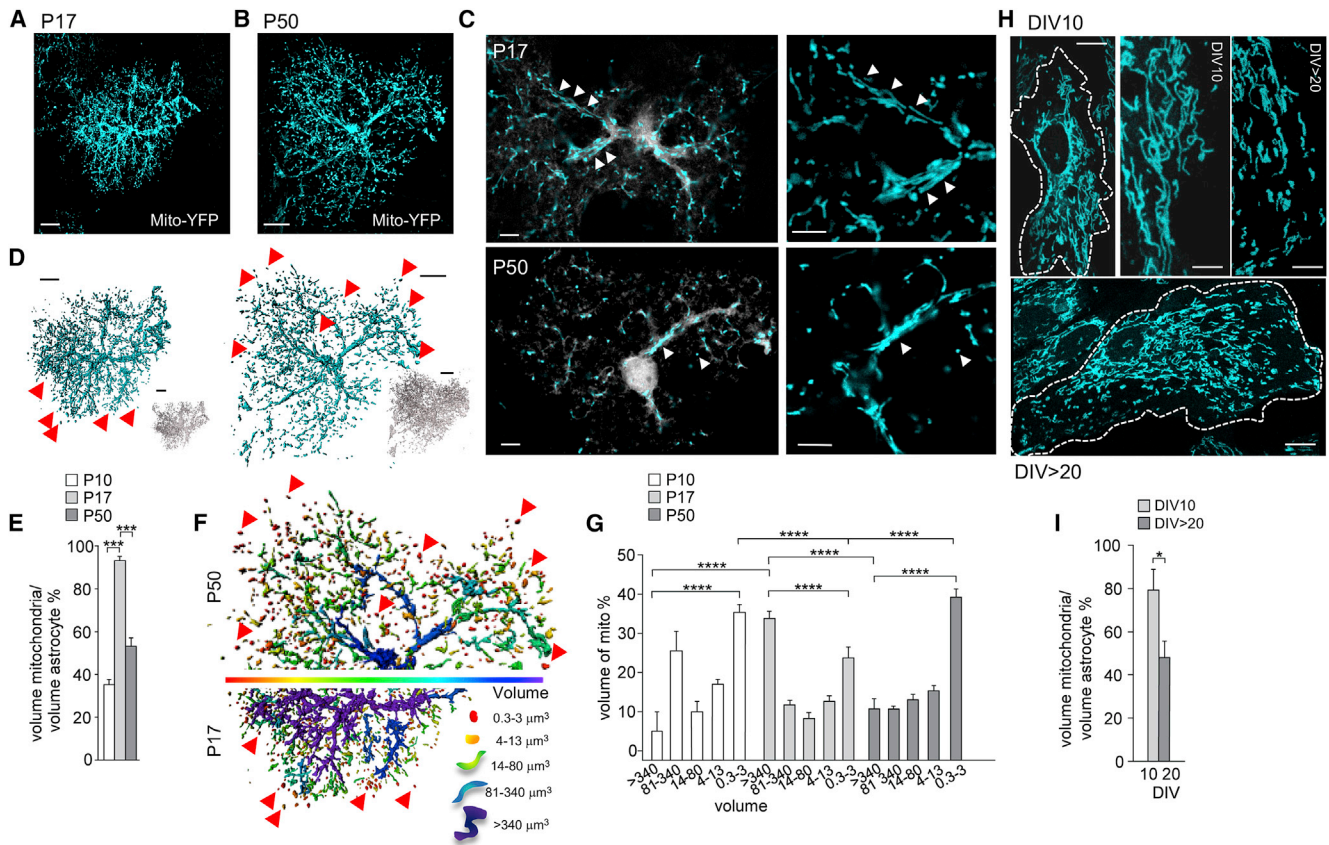 A P17
Mito-YFP
B P50
Mito-YFP
C
P17
P50
D
E
P10
P17
P50
volume mitochondria/
volume astrocyte %
100
80
60
40
20
0
***
***
F
P50
P17
Volume
0.3-3 μm³
4-13 μm³
14-80 μm³
81-340 μm³
>340 μm³
G
P10
P17
P50
volume of mito %
50
40
30
20
10
0
**** ****
****
**** ****
**** ****
>340 81-340 14-80 4-13 0.3-3 >340 81-340 14-80 4-13 0.3-3 >340 81 340 14-80 4-13 0.3-3
volume
H DIV10
DIV10
DIV>20
DIV>20
I
DIV10
DIV>20
volume mitochondria/
volume astrocyte %
100
80
60
40
20
0
*
10 20
DIV